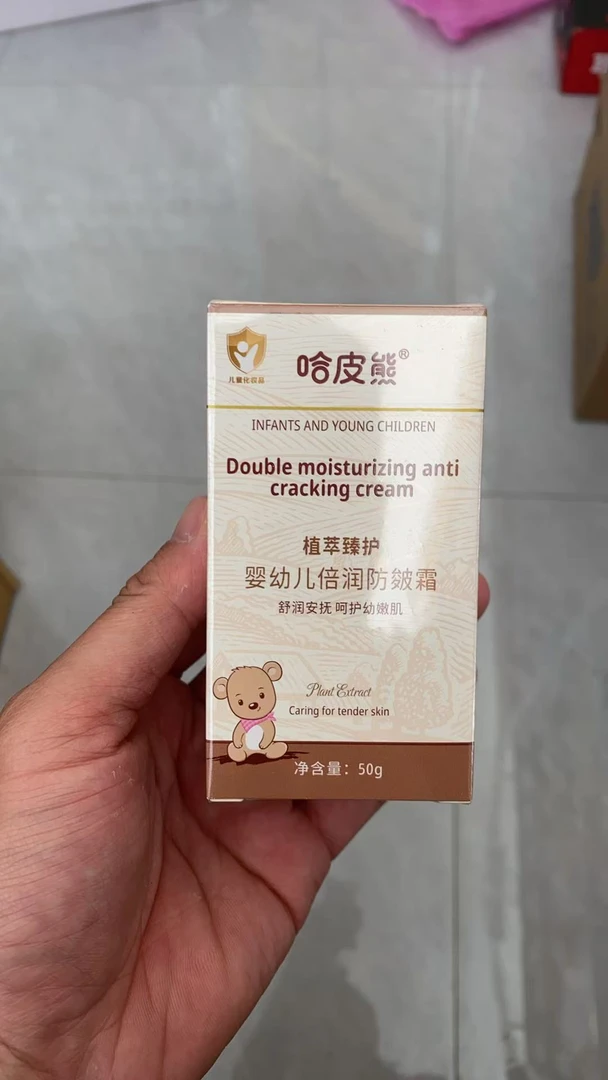 儿童化妆品
哈皮熊®
INFANTS AND YOUNG CHILDREN
Double moisturizing anti
cracking cream
植萃臻护
婴幼儿倍润防皴霜
舒润安抚 呵护幼嫩肌
Plant Extract
Caring for tender skin
净含量：50g